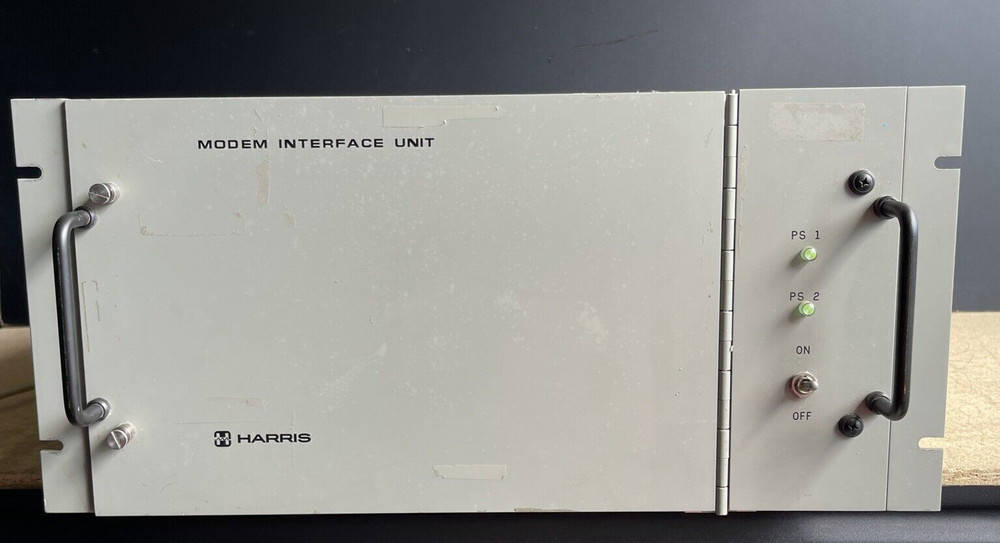 MODEM INTERFACE UNIT
PS 1
PS 2
ON
OFF
HARRIS